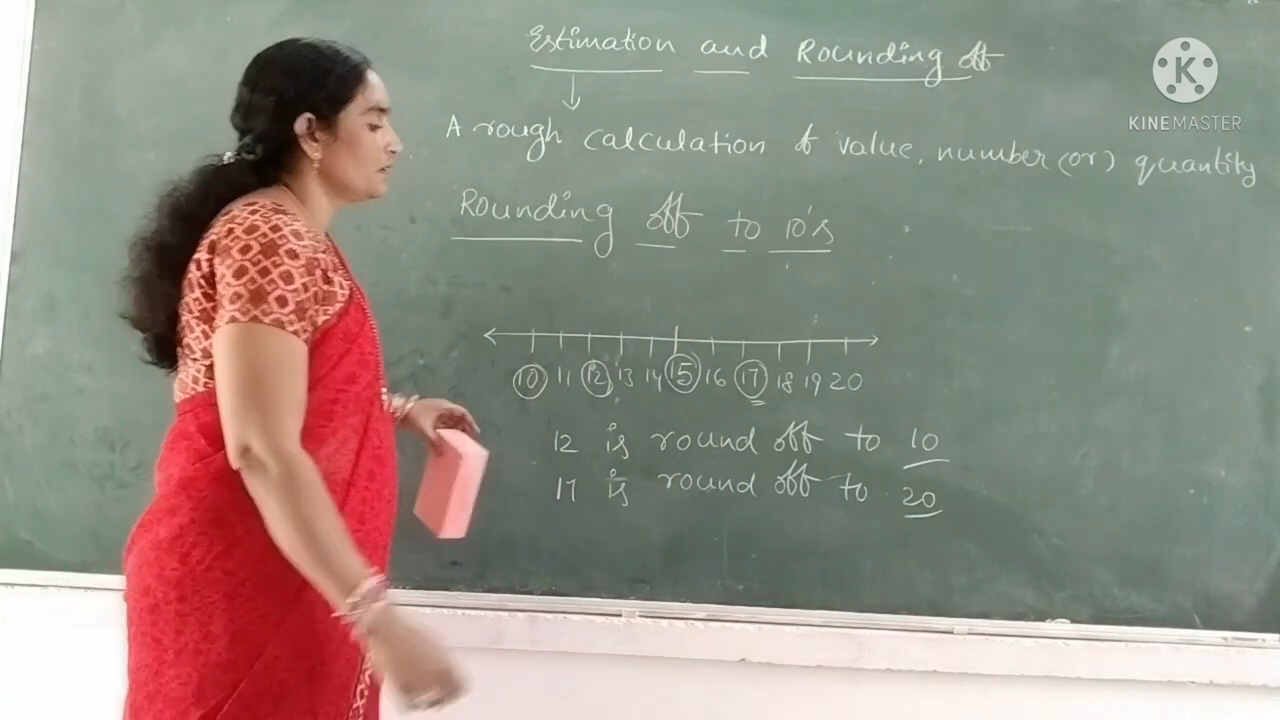 Estimation and Rounding off
A rough calculation of value, number (or) quantity
Rounding off to 10's
10 11 12 13 14 15 16 17 18 19 20
12 is round off to 10
17 is round off to 20
K
KINEMASTER